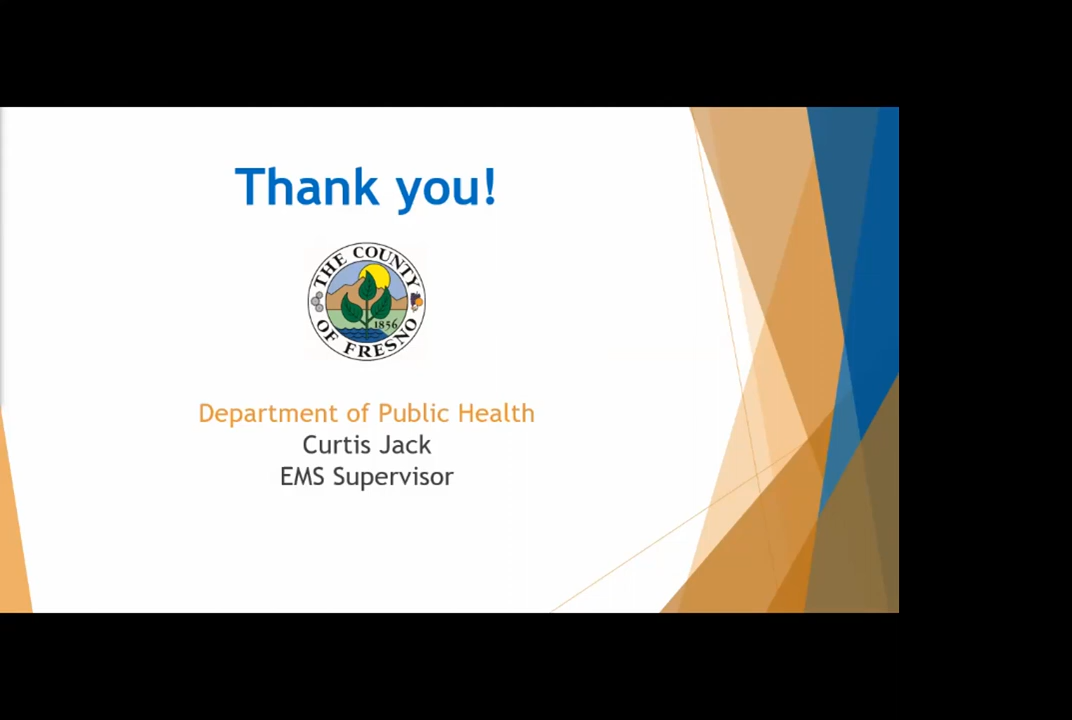 Thank you!
THE COUNTY
1856
OF FRESNO
Department of Public Health
Curtis Jack
EMS Supervisor